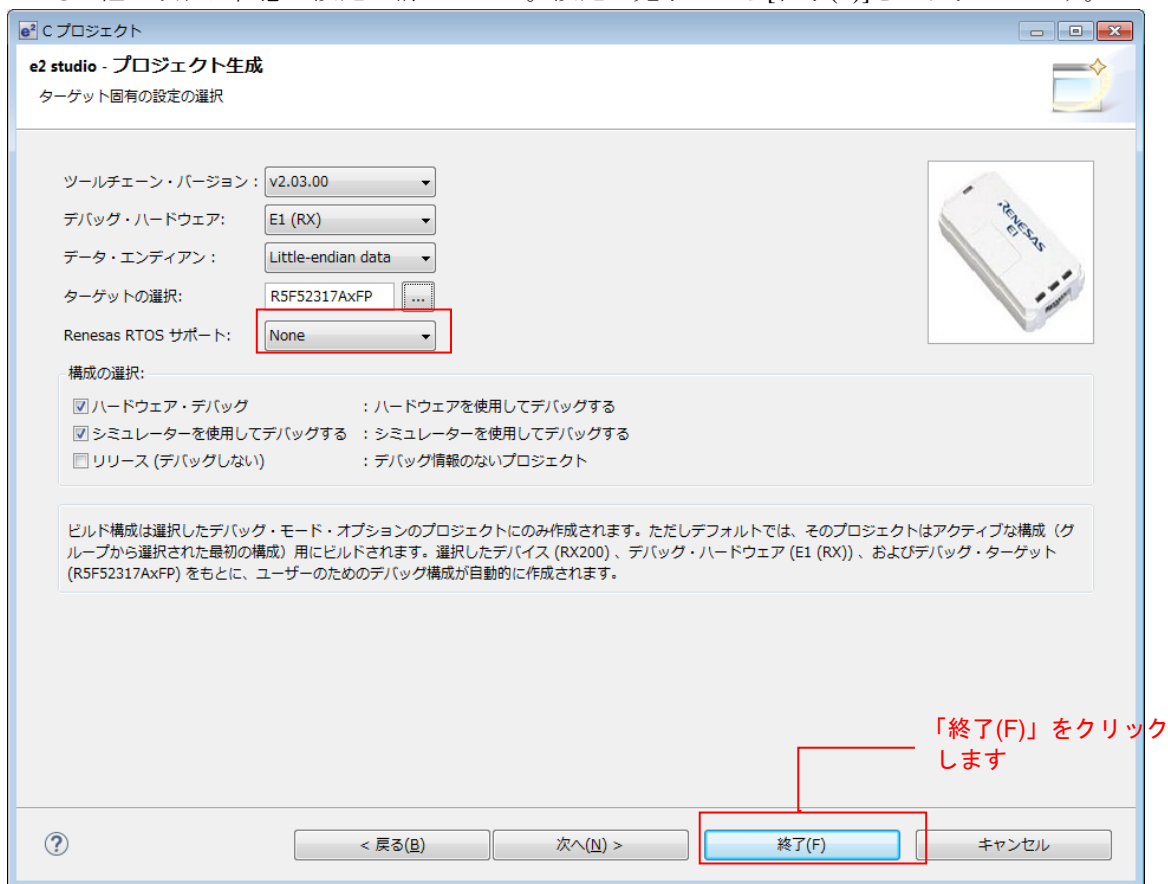 C プロジェクト
e2 studio - プロジェクト生成
ターゲット固有の設定の選択
ツールチェーン・バージョン : v2.03.00
デバッグ・ハードウェア: E1 (RX)
データ・エンディアン : Little-endian data
ターゲットの選択: R5F52317AxFP ...
Renesas RTOS サポート: None
RENESAS
E1
構成の選択:
ハードウェア・デバッグ : ハードウェアを使用してデバッグする
シミュレーターを使用してデバッグする : シミュレーターを使用してデバッグする
リリース (デバッグしない) : デバッグ情報のないプロジェクト
ビルド構成は選択したデバッグ・モード・オプションのプロジェクトにのみ作成されます。ただしデフォルトでは、そのプロジェクトはアクティブな構成（グ
ループから選択された最初の構成）用にビルドされます。選択したデバイス (RX200) 、デバッグ・ハードウェア (E1 (RX)) 、およびデバッグ・ターゲット
(R5F52317AxFP) をもとに、ユーザーのためのデバッグ構成が自動的に作成されます。
「終了(F)」をクリック
します
< 戻る(B) 次へ(N) > 終了(F) キャンセル